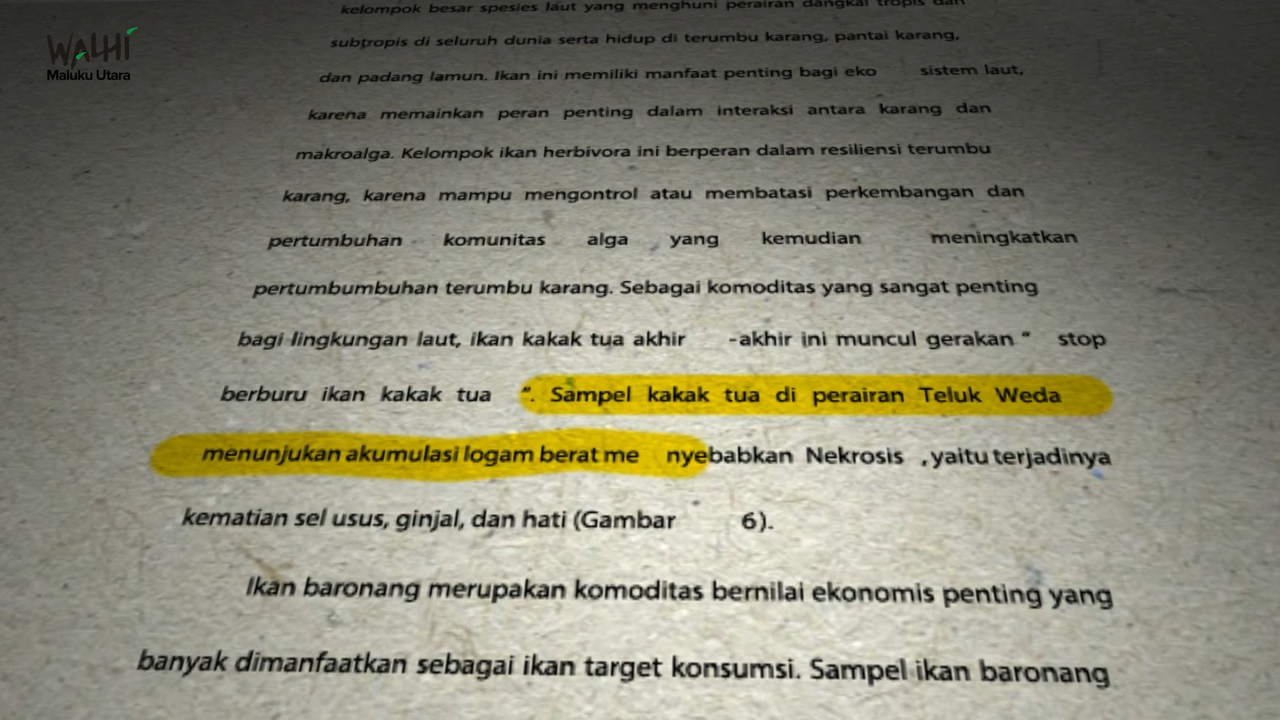 WALHI
Maluku Utara
kelompok besar spesies laut yang menghuni perairan dangkal tropis dan
subtropis di seluruh dunia serta hidup di terumbu karang, pantai karang,
dan padang lamun. Ikan ini memiliki manfaat penting bagi eko sistem laut,
karena memainkan peran penting dalam interaksi antara karang dan
makroalga. Kelompok ikan herbivora ini berperan dalam resiliensi terumbu
karang, karena mampu mengontrol atau membatasi perkembangan dan
pertumbuhan komunitas alga yang kemudian meningkatkan
pertumbumbuhan terumbu karang. Sebagai komoditas yang sangat penting
bagi lingkungan laut, ikan kakak tua akhir -akhir ini muncul gerakan “ stop
berburu ikan kakak tua ”. Sampel kakak tua di perairan Teluk Weda
menunjukan akumulasi logam berat me nyebabkan Nekrosis , yaitu terjadinya
kematian sel usus, ginjal, dan hati (Gambar 6).
Ikan baronang merupakan komoditas bernilai ekonomis penting yang
banyak dimanfaatkan sebagai ikan target konsumsi. Sampel ikan baronang